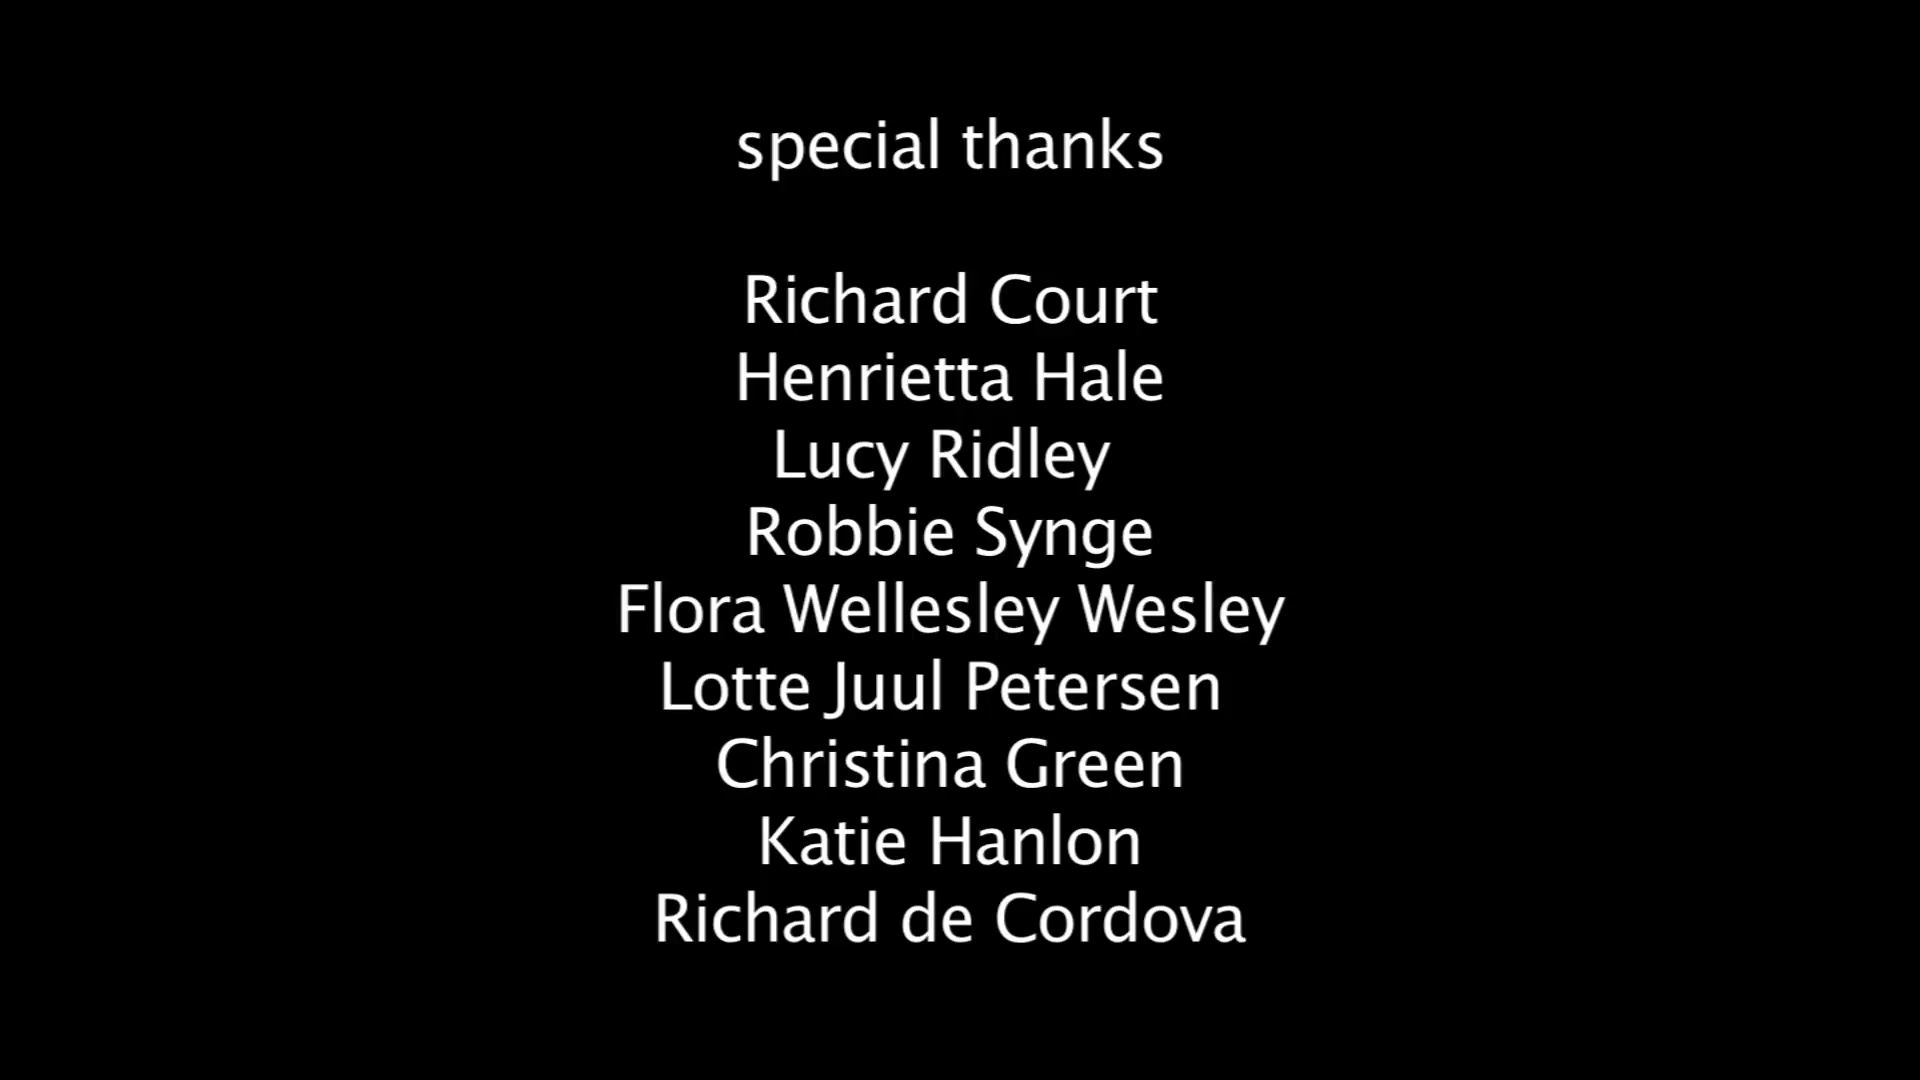 special thanks
Richard Court
Henrietta Hale
Lucy Ridley
Robbie Synge
Flora Wellesley Wesley
Lotte Juul Petersen
Christina Green
Katie Hanlon
Richard de Cordova